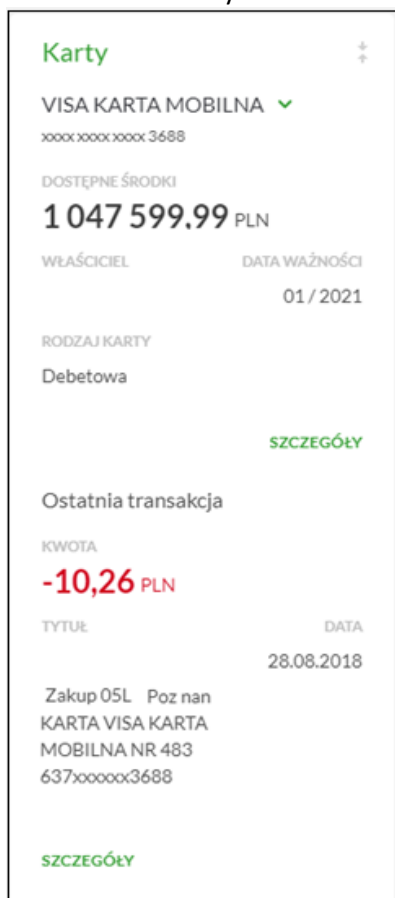 Karty
VISA KARTA MOBILNA
xxxx xxxx xxxx 3688
DOSTĘPNE ŚRODKI
1 047 599,99 PLN
WŁAŚCICIEL DATA WAŻNOŚCI
01 / 2021
RODZAJ KARTY
Debetowa
SZCZEGÓŁY
Ostatnia transakcja
KWOTA
-10,26 PLN
TYTUŁ DATA
28.08.2018
Zakup 05L Poz nan
KARTA VISA KARTA
MOBILNA NR 483
637xxxxxx3688
SZCZEGÓŁY